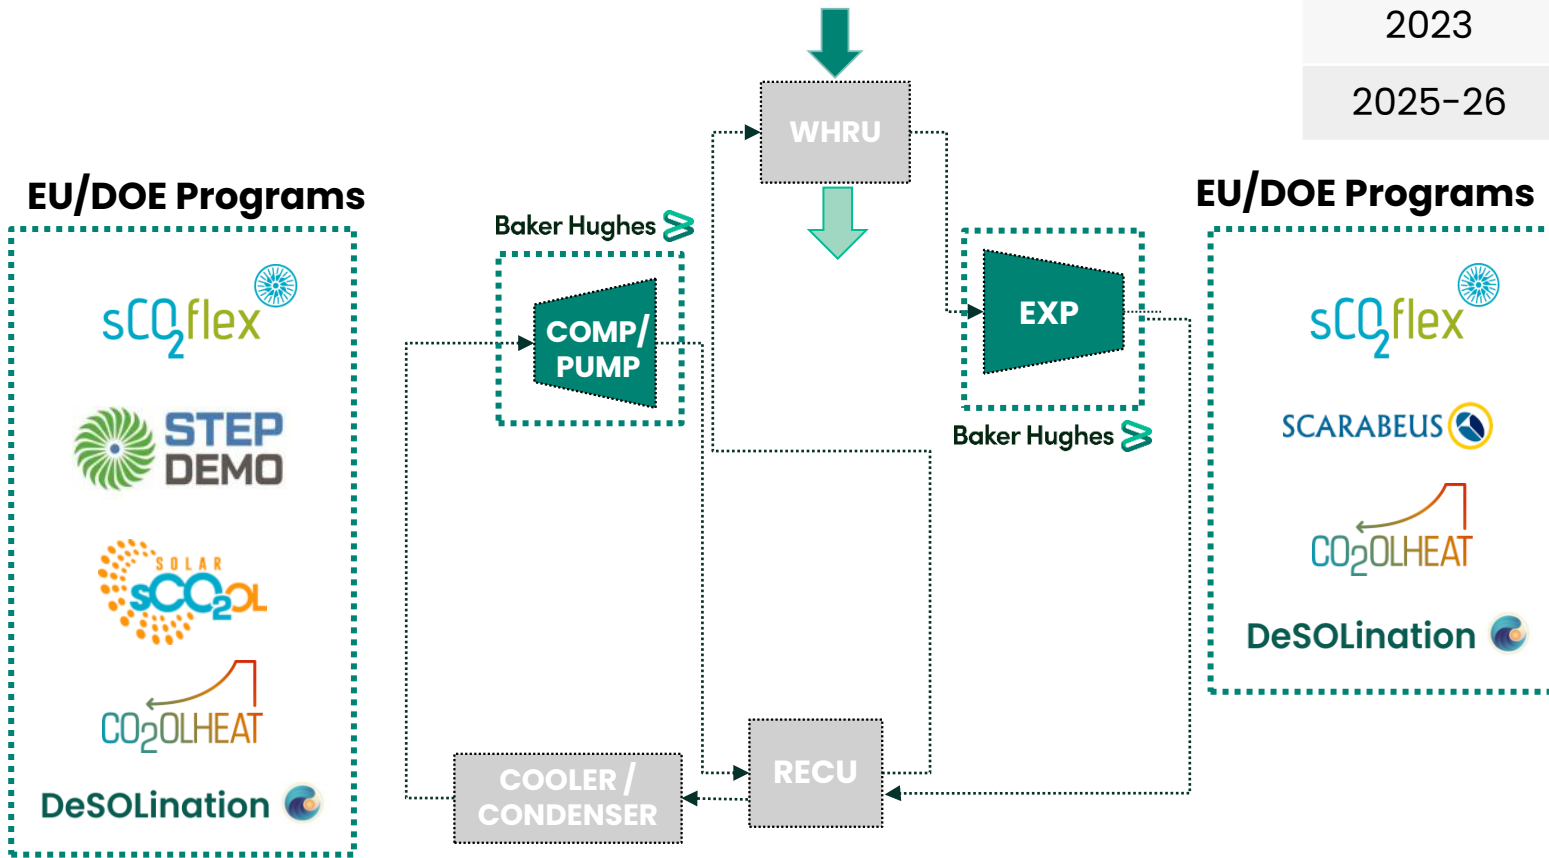 2023
2025-26
WHRU
EU/DOE Programs
EU/DOE Programs
Baker Hughes
sCO2flex
STEP
DEMO
SOLAR
sCO2OL
CO2OLHEAT
DeSOLination
COMP/
PUMP
EXP
Baker Hughes
sCO2flex
SCARABEUS
CO2OLHEAT
DeSOLination
RECU
COOLER /
CONDENSER